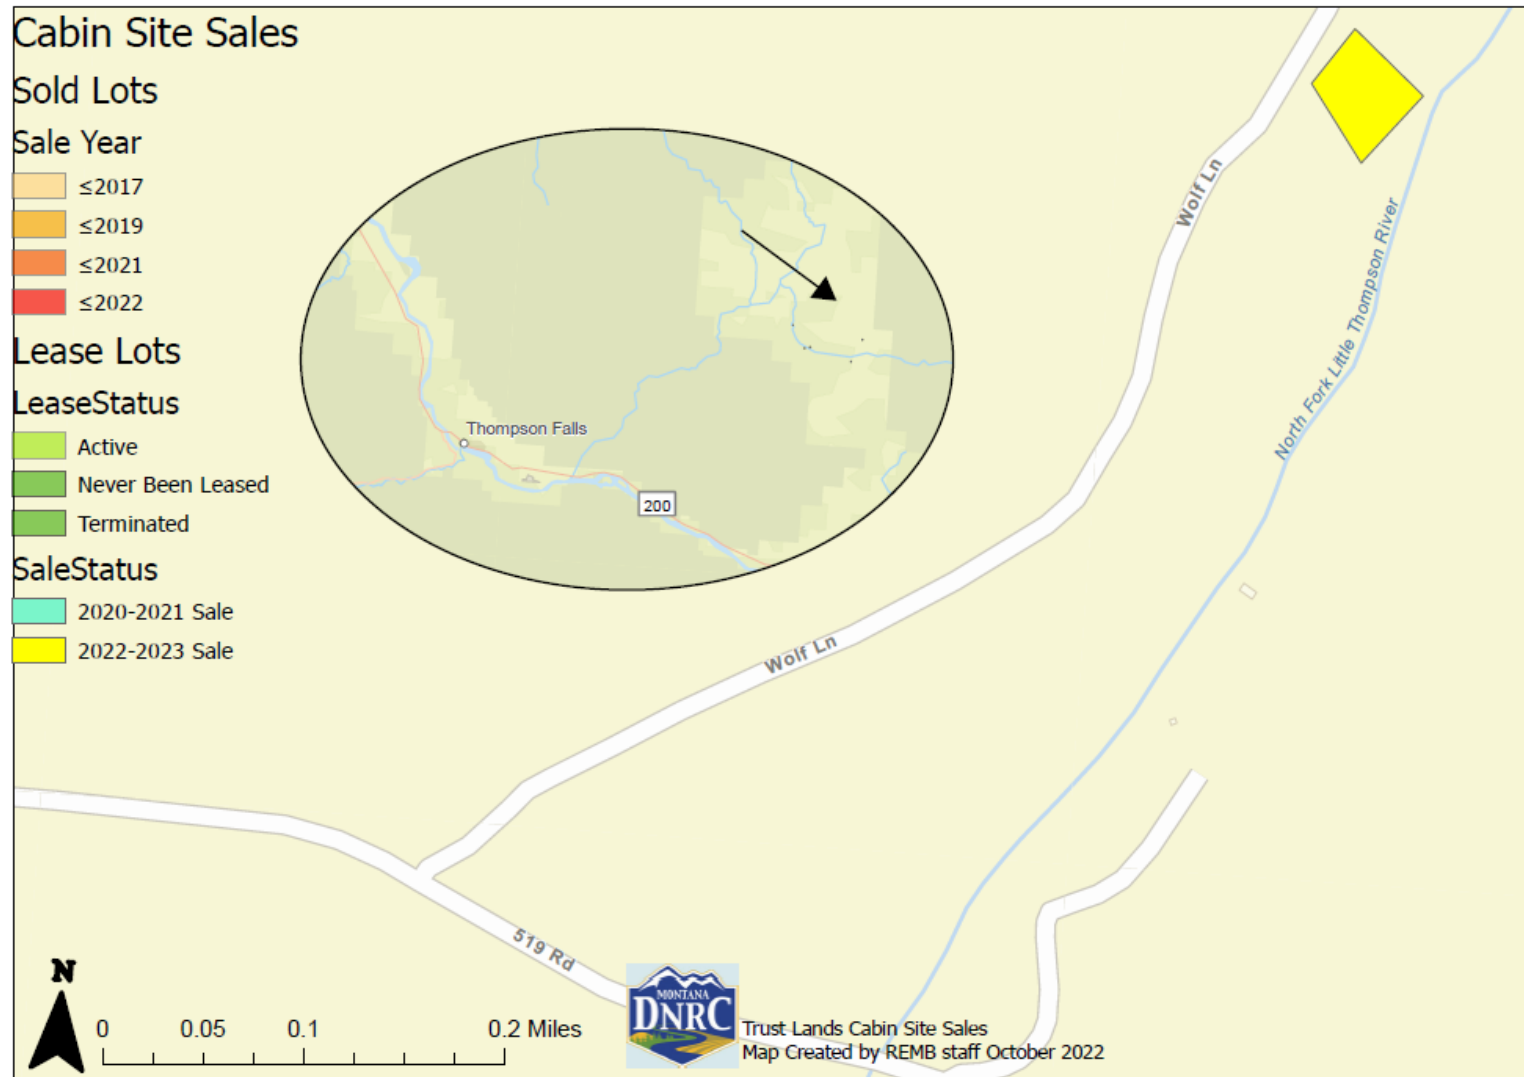 Cabin Site Sales
Sold Lots
Sale Year
≤2017
≤2019
≤2021
≤2022
Lease Lots
LeaseStatus
Active
Never Been Leased
Terminated
SaleStatus
2020-2021 Sale
2022-2023 Sale
Thompson Falls
200
Wolf Ln
North Fork Little Thompson River
Wolf Ln
519 Rd
N
0 0.05 0.1 0.2 Miles
MONTANA
DNRC
Trust Lands Cabin Site Sales
Map Created by REMB staff October 2022